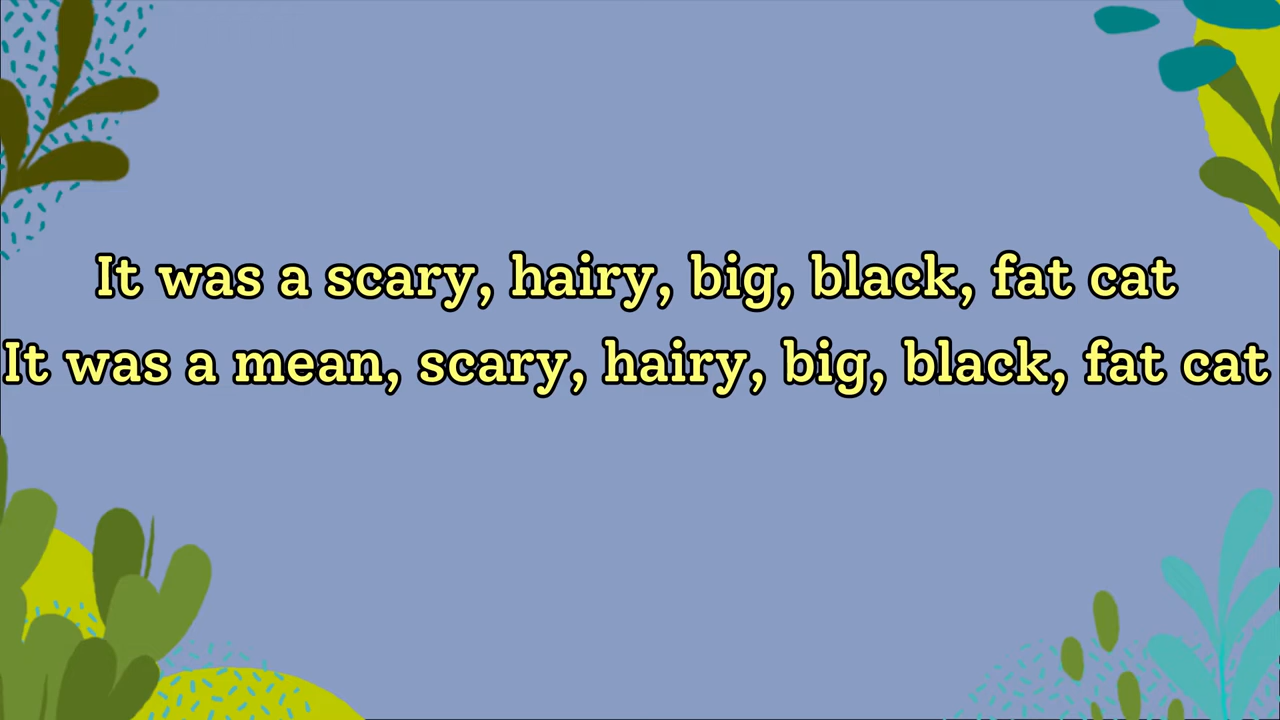 It was a scary, hairy, big, black, fat cat
It was a mean, scary, hairy, big, black, fat cat